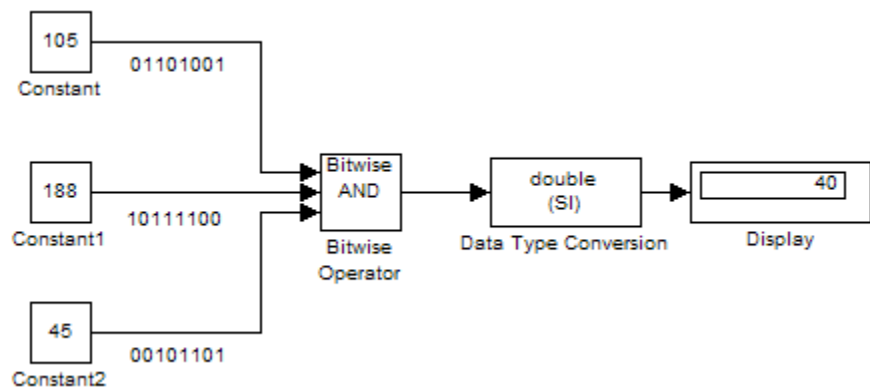 105
01101001
Constant
188
10111100
Constant1
45
00101101
Constant2
Bitwise
AND
Bitwise
Operator
double
(SI)
Data Type Conversion
40
Display